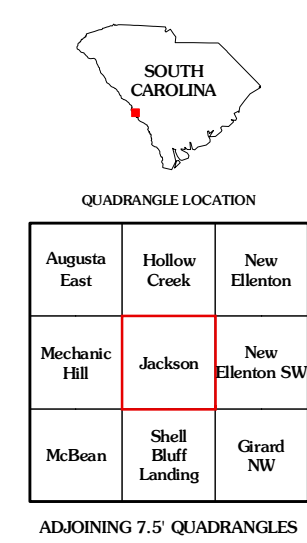 SOUTH
CAROLINA
QUADRANGLE LOCATION
Augusta
East
Hollow
Creek
New
Ellenton
Mechanic
Hill
Jackson
New
Ellenton SW
McBean
Shell
Bluff
Landing
Girard
NW
ADJOINING 7.5' QUADRANGLES